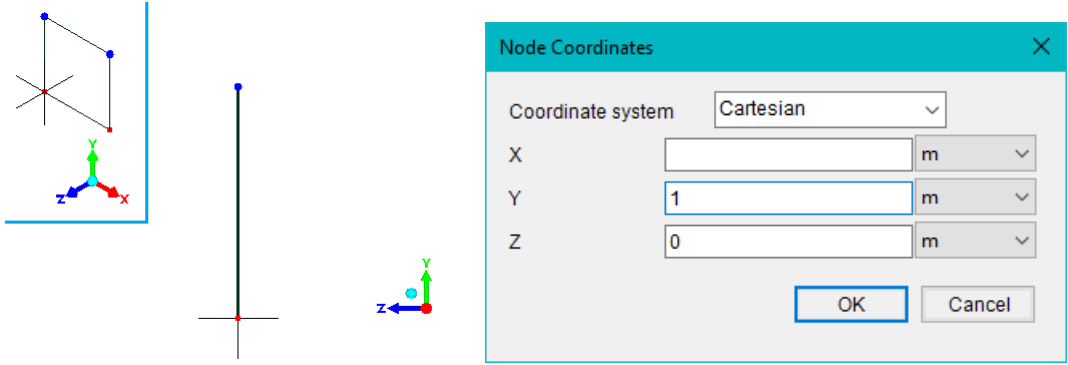 Y
Z
X
Y
Z
Node Coordinates
Coordinate system Cartesian
X m
Y 1 m
Z 0 m
OK Cancel